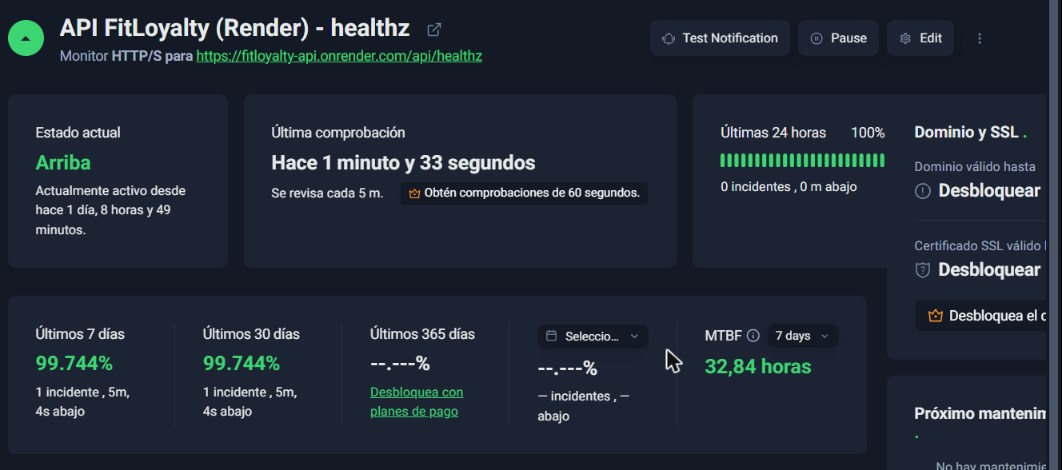 API FitLoyalty (Render) - healthz
Monitor HTTP/S para https://fitloyalty-api.onrender.com/api/healthz
Test Notification
Pause
Edit
Estado actual
Arriba
Actualmente activo desde
hace 1 día, 8 horas y 49
minutos.
Última comprobación
Hace 1 minuto y 33 segundos
Se revisa cada 5 m.
Obtén comprobaciones de 60 segundos.
Últimas 24 horas 100%
0 incidentes , 0 m abajo
Dominio y SSL .
Dominio válido hasta
Desbloquear
Certificado SSL válido
Desbloquear
Desbloquea el
Últimos 7 días
99.744%
1 incidente , 5m,
4s abajo
Últimos 30 días
99.744%
1 incidente , 5m,
4s abajo
Últimos 365 días
--.---%
Desbloquea con
planes de pago
Seleccio...
--.---%
— incidentes , —
abajo
MTBF 7 days
32,84 horas
Próximo mantenim
.
No hay mantenimien